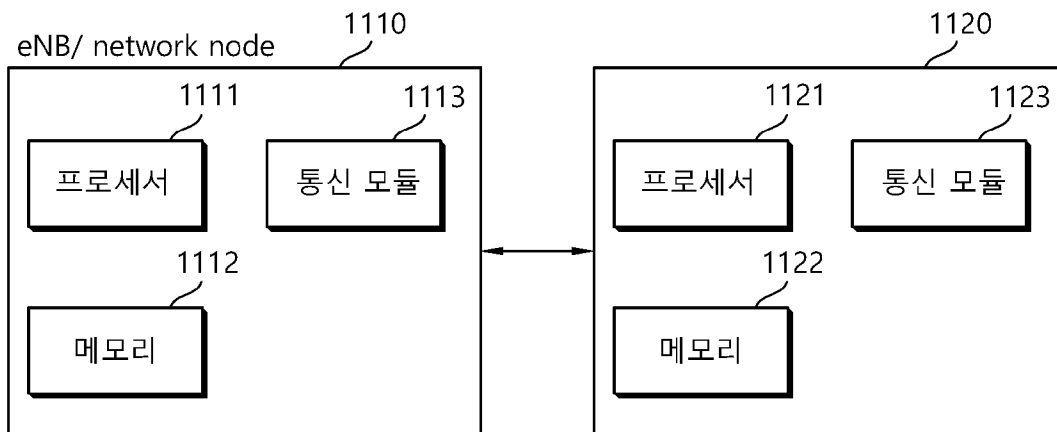 1110
1120
eNB/ network node
1111
1113
1121
1123
프로세서
통신 모듈
프로세서
통신 모듈
1112
1122
메모리
메모리